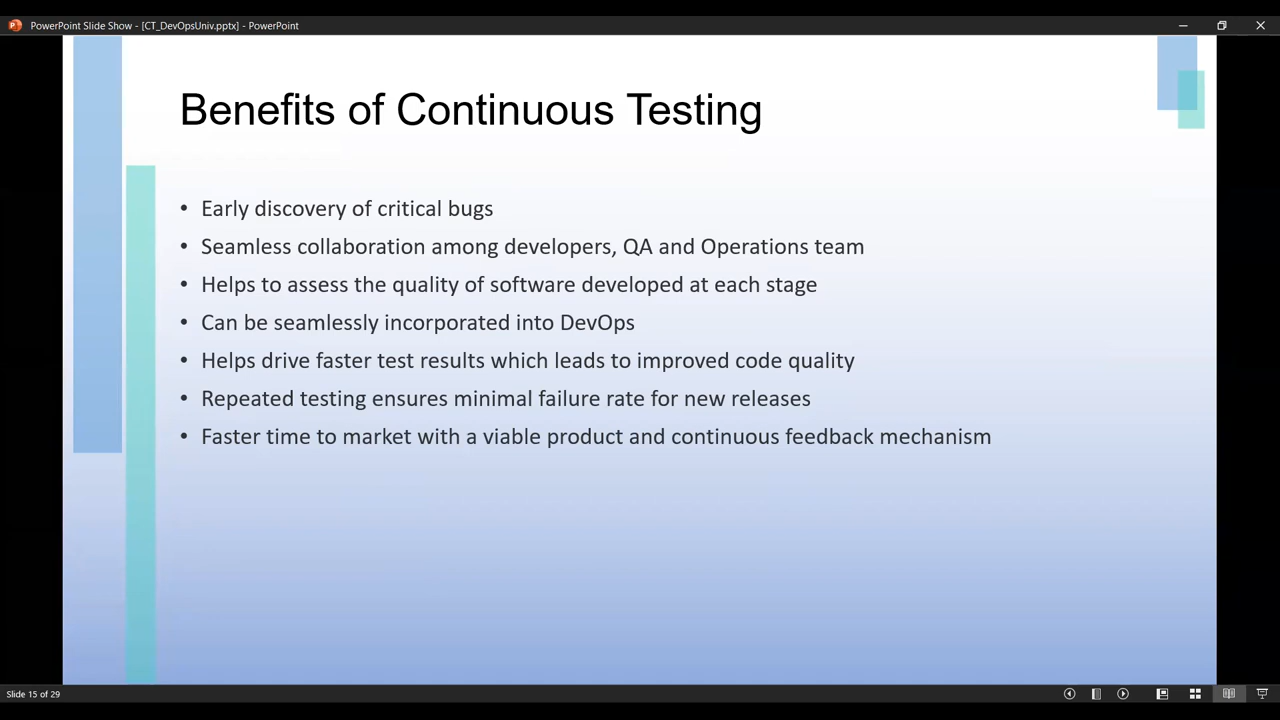 PowerPoint Slide Show - [CT_DevOpsUniv.pptx] - PowerPoint
Benefits of Continuous Testing
• Early discovery of critical bugs
• Seamless collaboration among developers, QA and Operations team
• Helps to assess the quality of software developed at each stage
• Can be seamlessly incorporated into DevOps
• Helps drive faster test results which leads to improved code quality
• Repeated testing ensures minimal failure rate for new releases
• Faster time to market with a viable product and continuous feedback mechanism
Slide 15 of 29